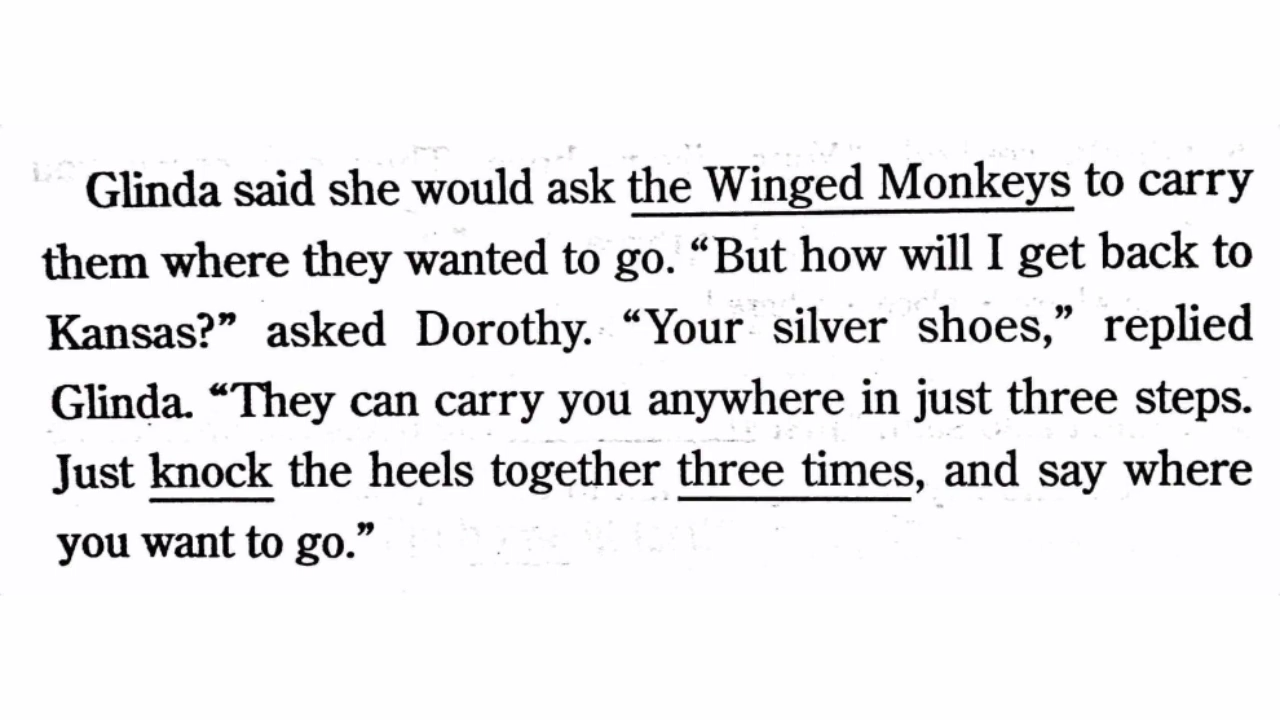 Glinda said she would ask the Winged Monkeys to carry
them where they wanted to go. “But how will I get back to
Kansas?” asked Dorothy. “Your silver shoes,” replied
Glinda. “They can carry you anywhere in just three steps.
Just knock the heels together three times, and say where
you want to go.”